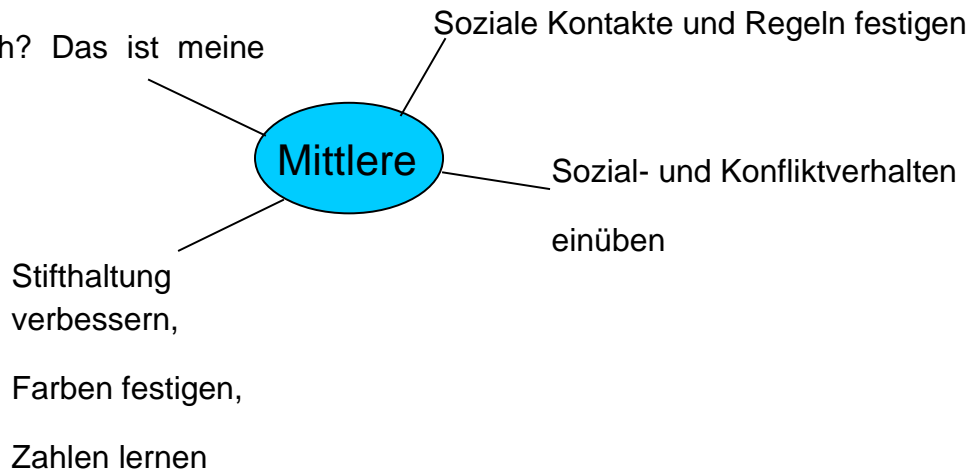 Soziale Kontakte und Regeln festigen
h? Das ist meine
Mittlere
Sozial- und Konfliktverhalten
einüben
Stifthaltung
verbessern,
Farben festigen,
Zahlen lernen